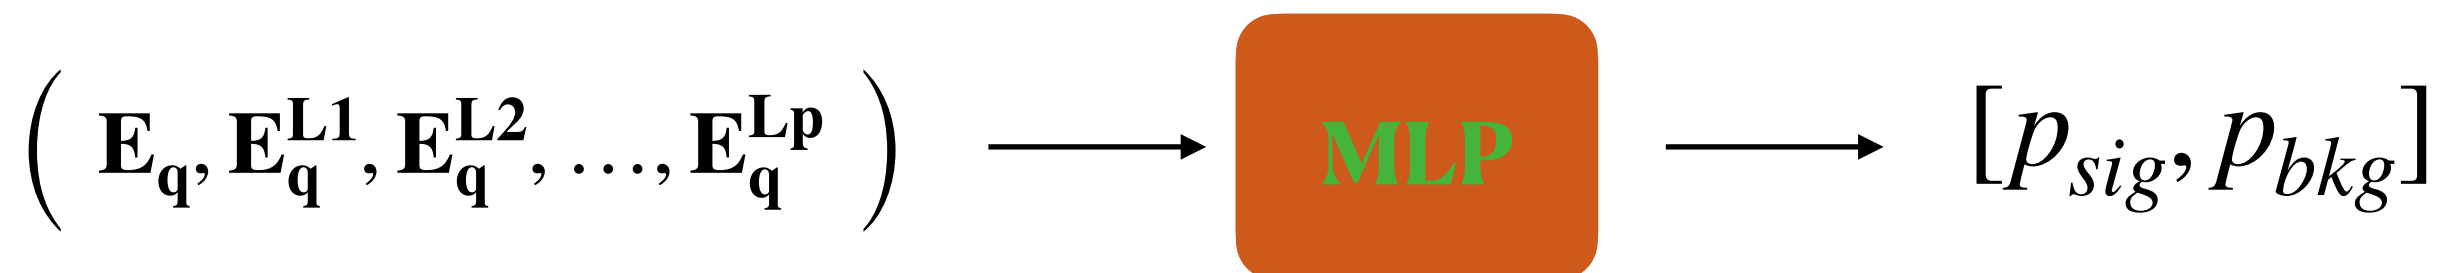 ( E_q, E_q^{L1}, E_q^{L2}, ..., E_q^{Lp} ) MLP [p_{sig}, p_{bkg}]